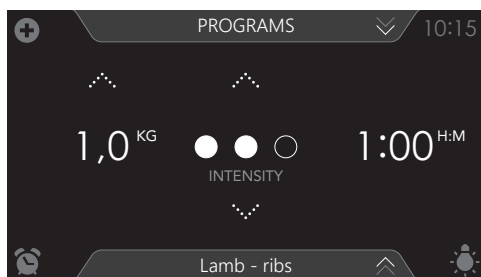 PROGRAMS
10:15
1,0 KG
1:00 H:M
INTENSITY
Lamb - ribs